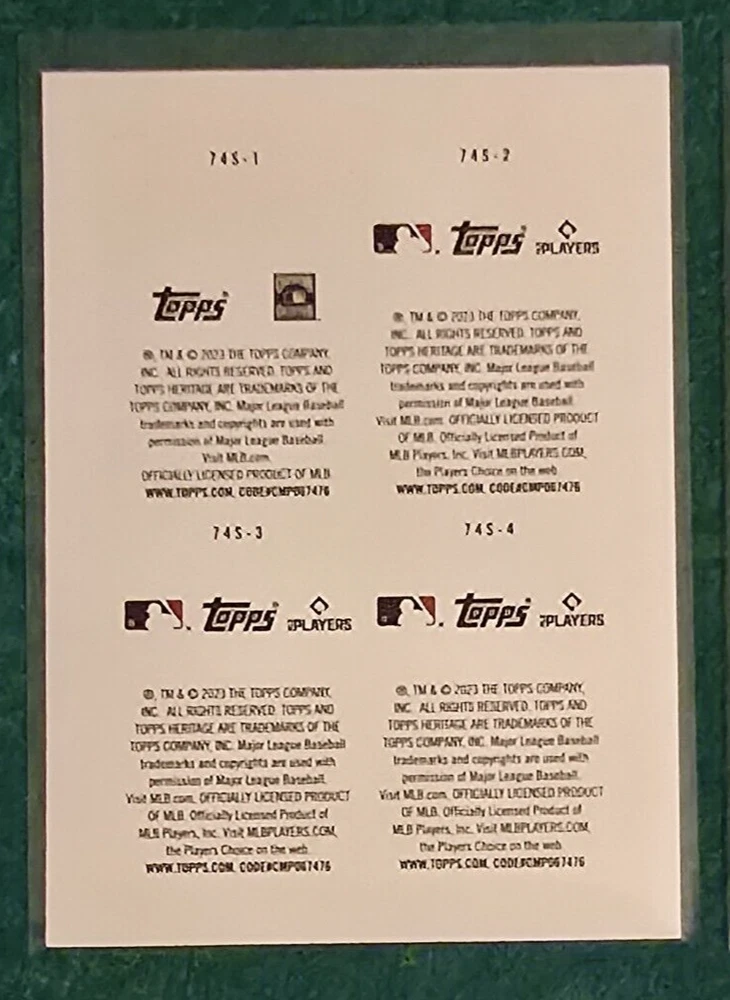 74S-1
topps
®, TM & © 2023 THE TOPPS COMPANY,
INC. ALL RIGHTS RESERVED. TOPPS AND
TOPPS HERITAGE ARE TRADEMARKS OF THE
TOPPS COMPANY, INC. Major League Baseball
trademarks and copyrights are used with
permission of Major League Baseball.
Visit MLB.com.
OFFICIALLY LICENSED PRODUCT OF MLB.
WWW.TOPPS.COM. CODE#CMP067476
74S-2
topps
PLAYERS
®, TM & © 2023 THE TOPPS COMPANY,
INC. ALL RIGHTS RESERVED. TOPPS AND
TOPPS HERITAGE ARE TRADEMARKS OF THE
TOPPS COMPANY, INC. Major League Baseball
trademarks and copyrights are used with
permission of Major League Baseball.
Visit MLB.com. OFFICIALLY LICENSED PRODUCT
OF MLB. Officially Licensed Product of
MLB Players, Inc. Visit MLBPLAYERS.COM,
the Players Choice on the web.
WWW.TOPPS.COM. CODE#CMP067476
74S-3
topps
PLAYERS
®, TM & © 2023 THE TOPPS COMPANY,
INC. ALL RIGHTS RESERVED. TOPPS AND
TOPPS HERITAGE ARE TRADEMARKS OF THE
TOPPS COMPANY, INC. Major League Baseball
trademarks and copyrights are used with
permission of Major League Baseball.
Visit MLB.com. OFFICIALLY LICENSED PRODUCT
OF MLB. Officially Licensed Product of
MLB Players, Inc. Visit MLBPLAYERS.COM,
the Players Choice on the web.
WWW.TOPPS.COM. CODE#CMP067476
74S-4
topps
PLAYERS
®, TM & © 2023 THE TOPPS COMPANY,
INC. ALL RIGHTS RESERVED. TOPPS AND
TOPPS HERITAGE ARE TRADEMARKS OF THE
TOPPS COMPANY, INC. Major League Baseball
trademarks and copyrights are used with
permission of Major League Baseball.
Visit MLB.com. OFFICIALLY LICENSED PRODUCT
OF MLB. Officially Licensed Product of
MLB Players, Inc. Visit MLBPLAYERS.COM,
the Players Choice on the web.
WWW.TOPPS.COM. CODE#CMP067476